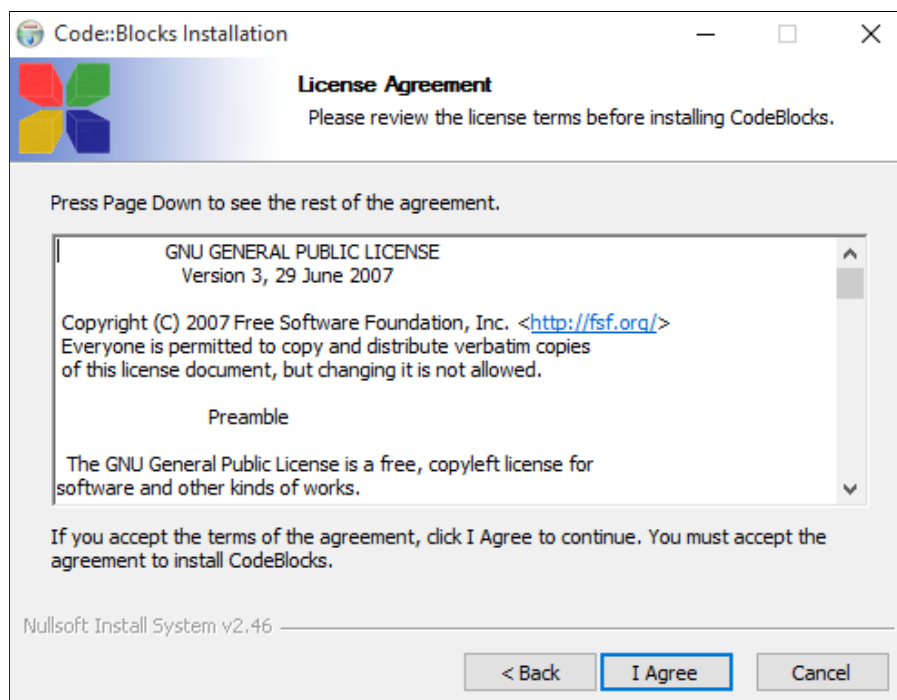 Code::Blocks Installation
License Agreement
Please review the license terms before installing CodeBlocks.
Press Page Down to see the rest of the agreement.
GNU GENERAL PUBLIC LICENSE
Version 3, 29 June 2007
Copyright (C) 2007 Free Software Foundation, Inc. <http://fsf.org/>
Everyone is permitted to copy and distribute verbatim copies
of this license document, but changing it is not allowed.
Preamble
The GNU General Public License is a free, copyleft license for
software and other kinds of works.
If you accept the terms of the agreement, click I Agree to continue. You must accept the
agreement to install CodeBlocks.
Nullsoft Install System v2.46
< Back I Agree Cancel